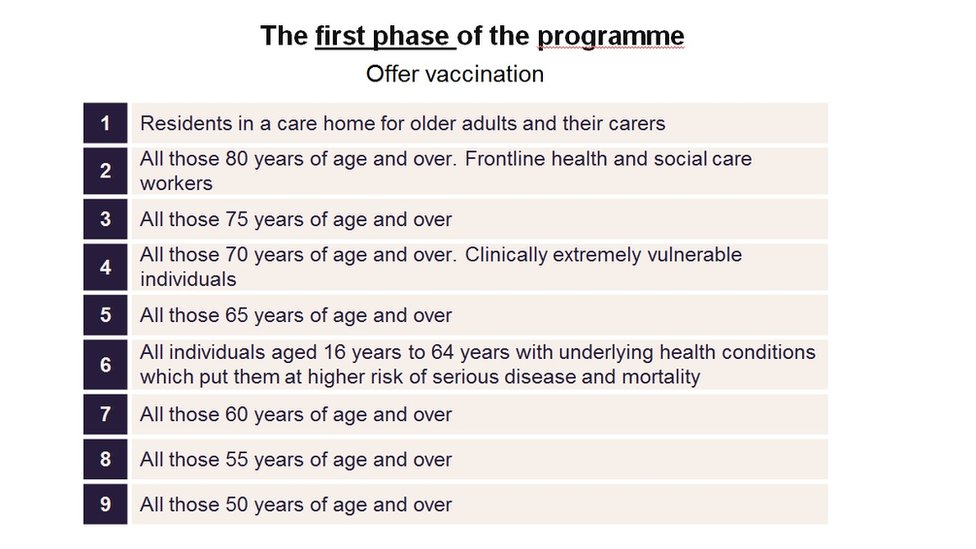 The first phase of the programme
Offer vaccination
1 Residents in a care home for older adults and their carers
2 All those 80 years of age and over. Frontline health and social care
workers
3 All those 75 years of age and over
4 All those 70 years of age and over. Clinically extremely vulnerable
individuals
5 All those 65 years of age and over
6 All individuals aged 16 years to 64 years with underlying health conditions
which put them at higher risk of serious disease and mortality
7 All those 60 years of age and over
8 All those 55 years of age and over
9 All those 50 years of age and over